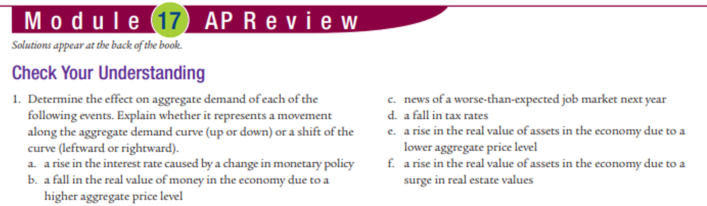 Module 17 AP Review
Solutions appear at the back of the book.
Check Your Understanding
1. Determine the effect on aggregate demand of each of the
following events. Explain whether it represents a movement
along the aggregate demand curve (up or down) or a shift of the
curve (leftward or rightward).
a. a rise in the interest rate caused by a change in monetary policy
b. a fall in the real value of money in the economy due to a
higher aggregate price level
c. news of a worse-than-expected job market next year
d. a fall in tax rates
e. a rise in the real value of assets in the economy due to a
lower aggregate price level
f. a rise in the real value of assets in the economy due to a
surge in real estate values